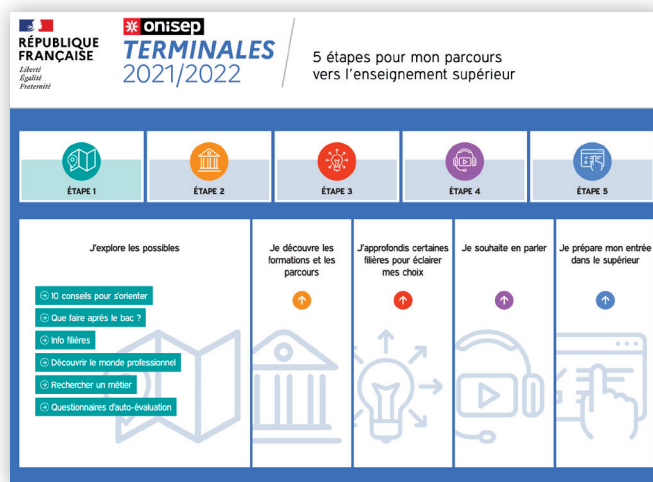 RÉPUBLIQUE
FRANÇAISE
Liberté
Égalité
Fraternité
onisep
TERMINALES
2021/2022
5 étapes pour mon parcours
vers l'enseignement supérieur
ÉTAPE 1
ÉTAPE 2
ÉTAPE 3
ÉTAPE 4
ÉTAPE 5
J'explore les possibles
10 conseils pour s'orienter
Que faire après le bac ?
Info filières
Découvrir le monde professionnel
Rechercher un métier
Questionnaires d'auto-évaluation
Je découvre les
formations et les
parcours
J'approfondis certaines
filières pour éclairer
mes choix
Je souhaite en parler
Je prépare mon entrée
dans le supérieur